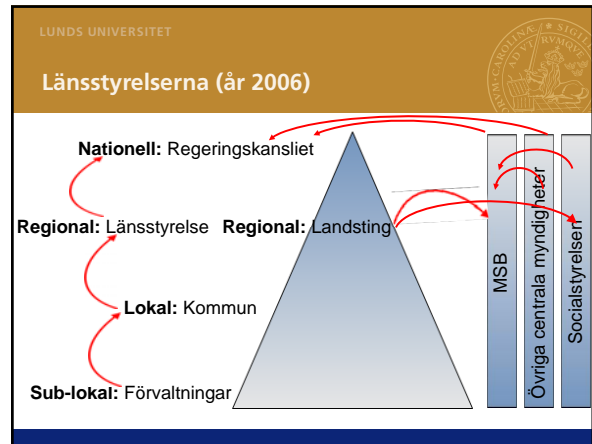 LUNDS UNIVERSITET
Länsstyrelserna (år 2006)
Nationell: Regeringskansliet
Regional: Länsstyrelse
Regional: Landsting
Lokal: Kommun
Sub-lokal: Förvaltningar
MSB
Övriga centrala myndigheter
Socialstyrelsen